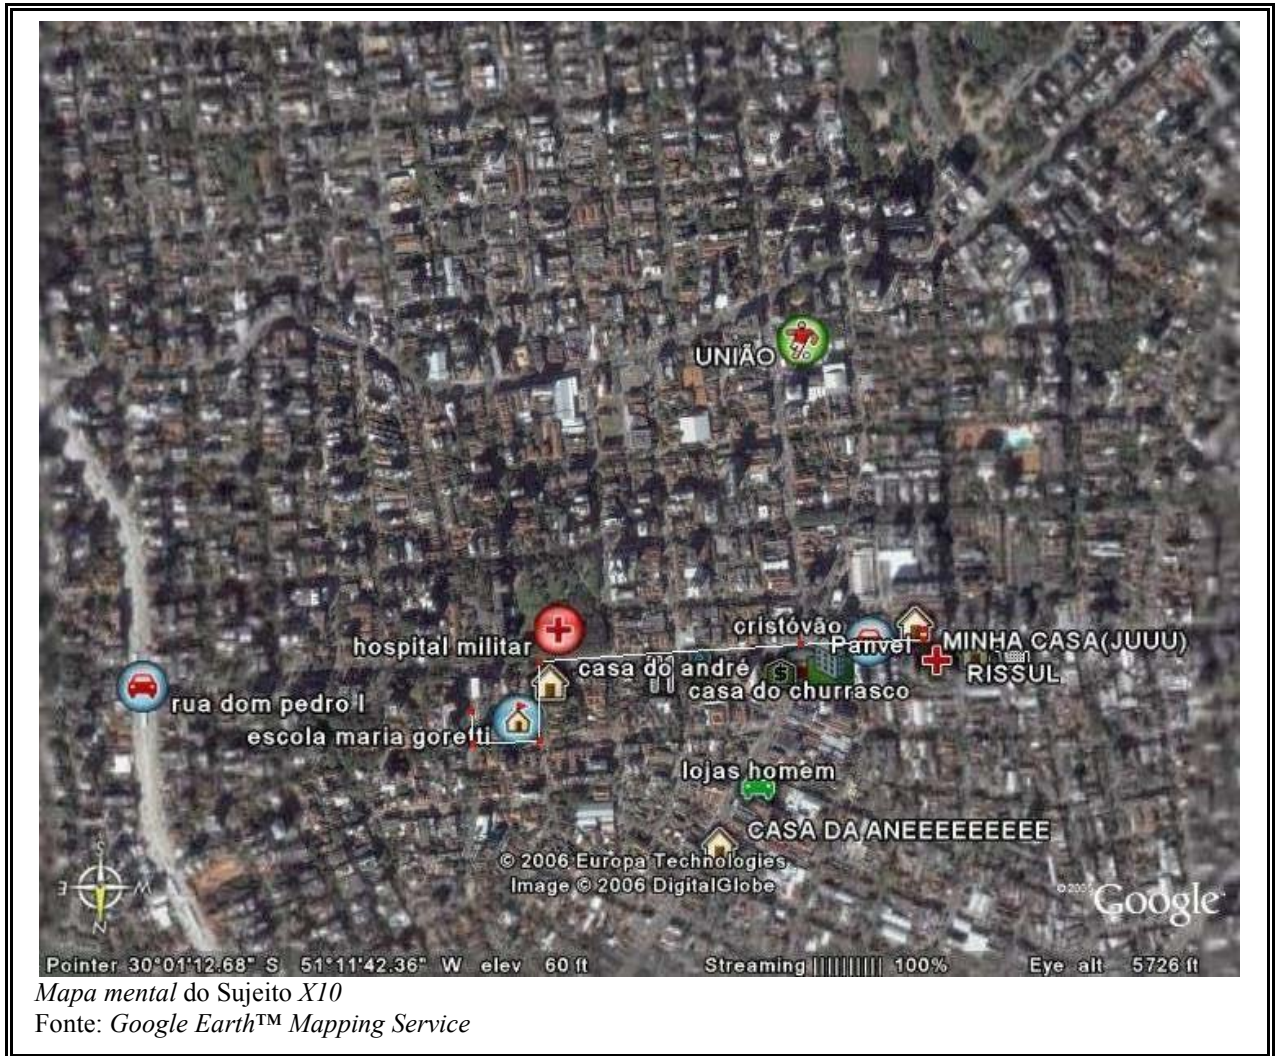 UNIÃO
cristóvão
hospital militar
Panvel
MINHA CASA(JUUU)
casa do andré
RISSUL
casa do churrasco
rua dom pedro I
escola maria goretti
lojas homem
CASA DA ANEEEEEEEEEE
© 2006 Europa Technologies
Image © 2006 DigitalGlobe
S
E W
N
©2005 Google™
Pointer 30°01'12.68" S 51°11'42.36" W elev 60 ft Streaming |||||||||| 100% Eye alt 5726 ft
Mapa mental do Sujeito X10
Fonte: Google Earth™ Mapping Service